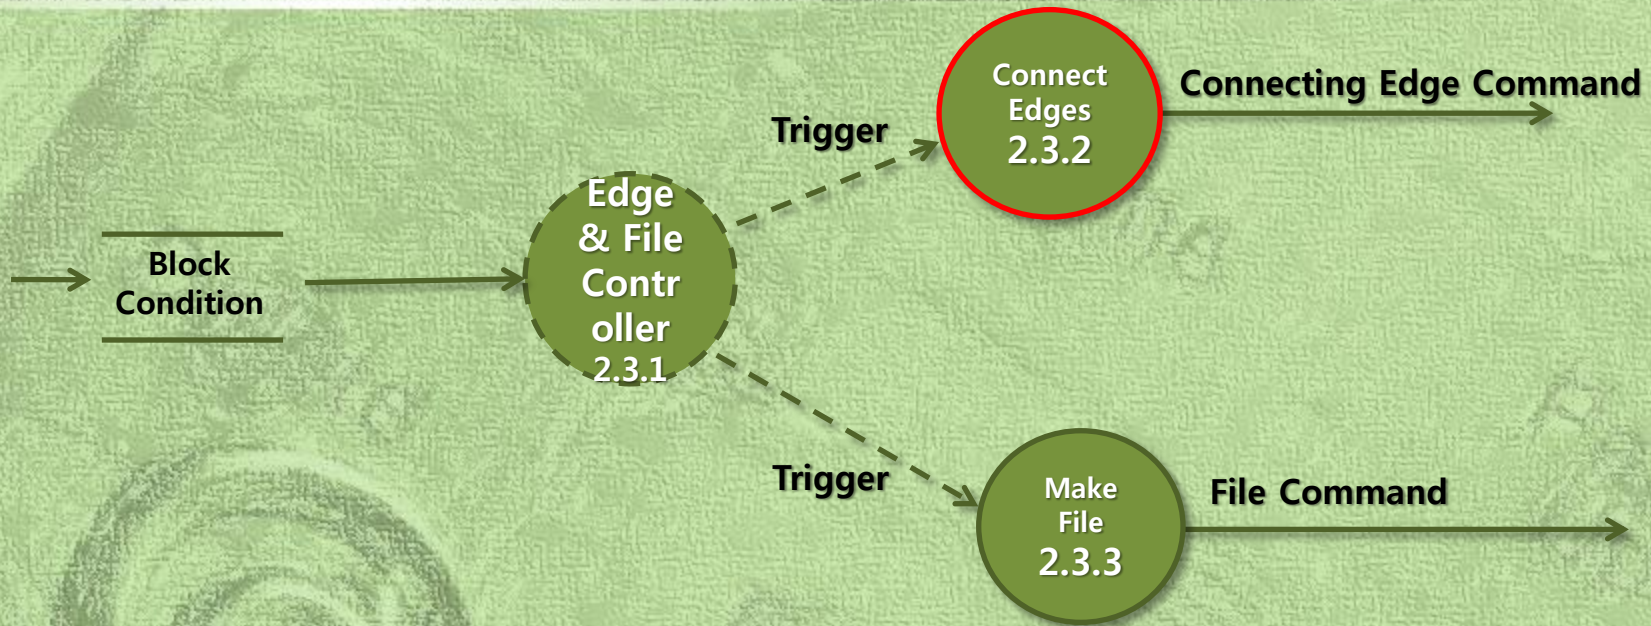 Block
Condition
Edge
& File
Contr
oller
2.3.1
Trigger
Connect
Edges
2.3.2
Connecting Edge Command
Trigger
Make
File
2.3.3
File Command